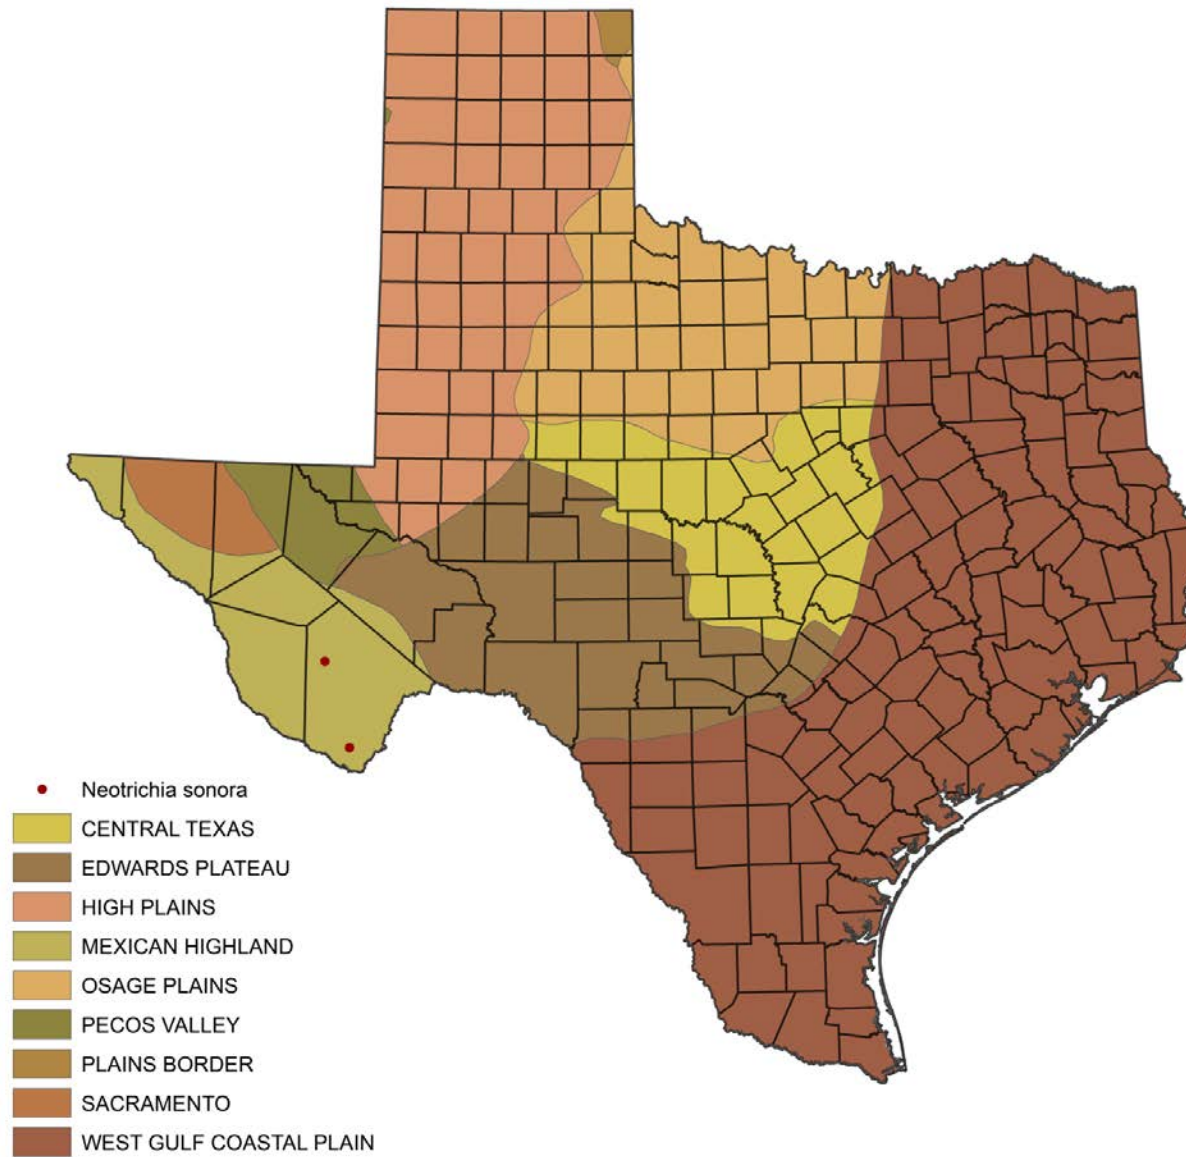 Neotrichia sonora
CENTRAL TEXAS
EDWARDS PLATEAU
HIGH PLAINS
MEXICAN HIGHLAND
OSAGE PLAINS
PECOS VALLEY
PLAINS BORDER
SACRAMENTO
WEST GULF COASTAL PLAIN